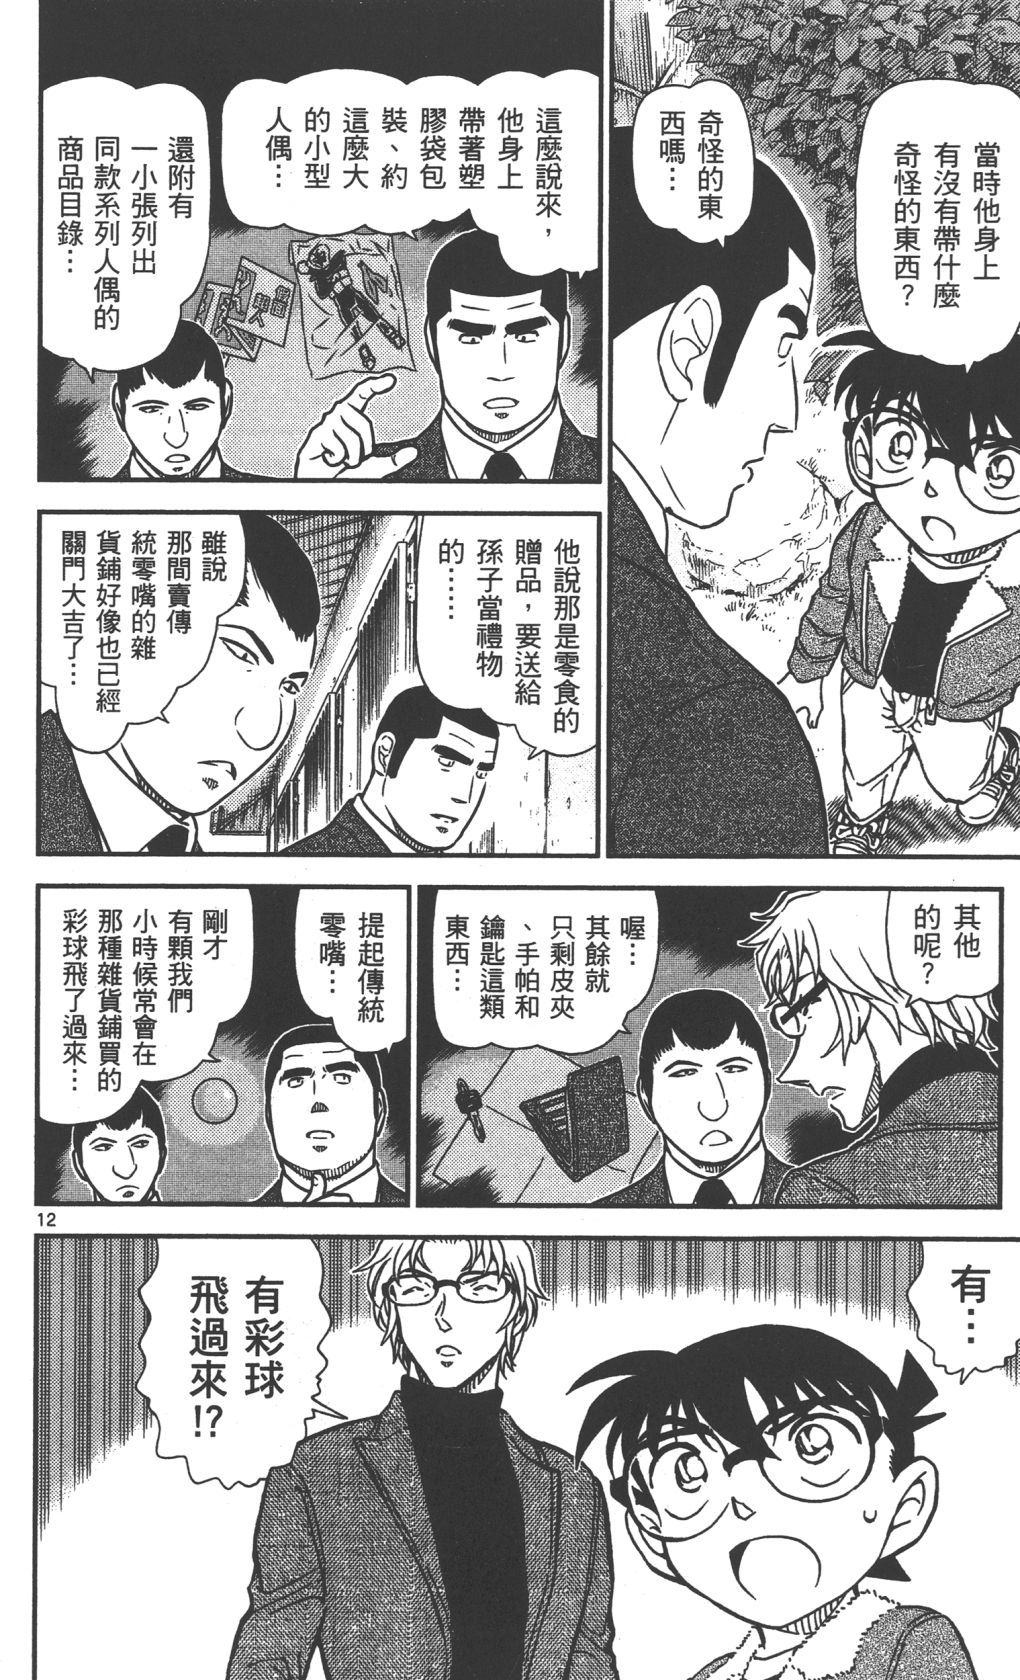 當時他身上
有沒有帶什麼
奇怪的東西？
奇怪的東
西嗎…
這麼說來，
他身上
帶著塑
膠袋包
裝、約
這麼大
的小型
人偶…
還附有
一小張列出
同款系列人偶的
商品目錄…
他說那是零食的
贈品，要送給
孫子當禮物
的……
雖說
那間賣傳
統零嘴的雜
貨鋪好像也已經
關門大吉了…
其他
的呢？
喔…
其餘就
只剩皮夾
、手帕和
鑰匙這類
東西…
提起傳統
零嘴…
剛才
有顆我們
小時候常會在
那種雜貨鋪買的
彩球飛了過來…
12
有…
有彩球
飛過來!?